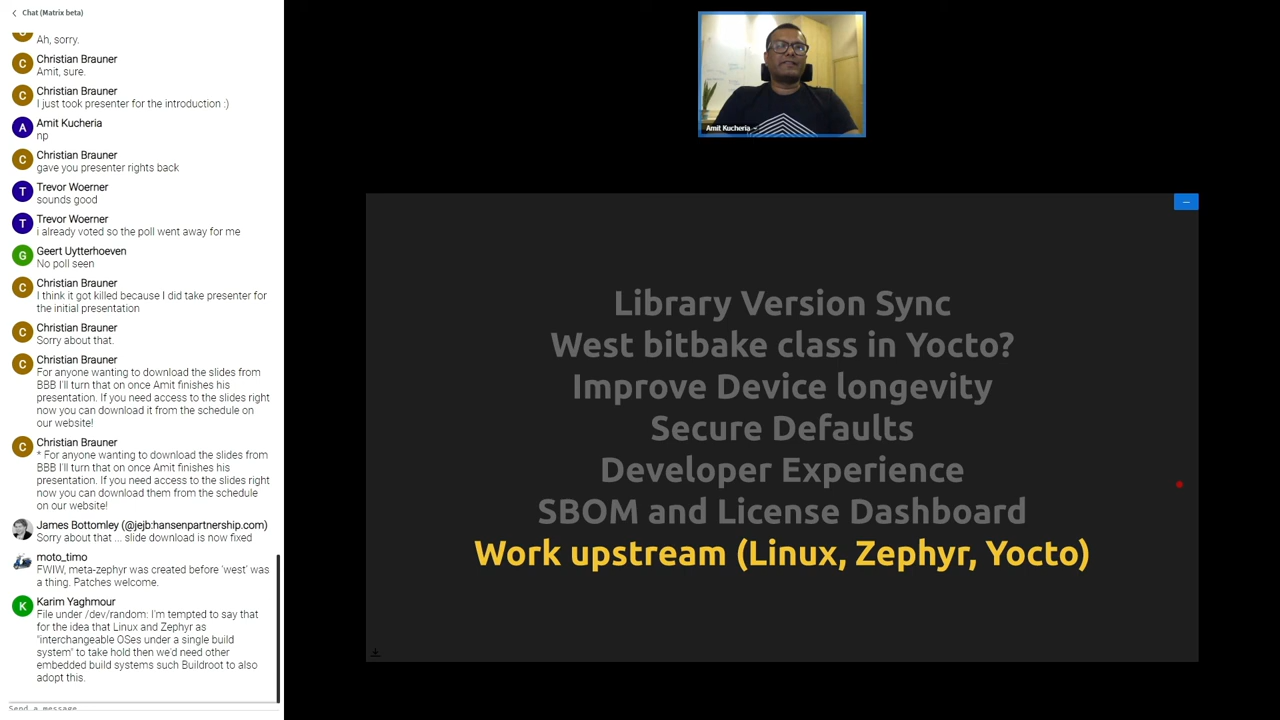 Chat (Matrix beta)
Ah, sorry.
C
Christian Brauner
Amit, sure.
C
Christian Brauner
I just took presenter for the introduction :)
A
Amit Kucheria
np
C
Christian Brauner
gave you presenter rights back
T
Trevor Woerner
sounds good
T
Trevor Woerner
i already voted so the poll went away for me
G
Geert Uytterhoeven
No poll seen
C
Christian Brauner
I think it got killed because I did take presenter for
the initial presentation
C
Christian Brauner
Sorry about that.
C
Christian Brauner
For anyone wanting to download the slides from
BBB I'll turn that on once Amit finishes his
presentation. If you need access to the slides right
now you can download it from the schedule on
our website!
C
Christian Brauner
* For anyone wanting to download the slides from
BBB I'll turn that on once Amit finishes his
presentation. If you need access to the slides right
now you can download them from the schedule
on our website!
James Bottomley (@jejb:hansenpartnership.com)
Sorry about that ... slide download is now fixed
moto_timo
FWIW, meta-zephyr was created before 'west' was
a thing. Patches welcome.
K
Karim Yaghmour
File under /dev/random: I'm tempted to say that
for the idea that Linux and Zephyr as
"interchangeable OSes under a single build
system" to take hold then we'd need other
embedded build systems such Buildroot to also
adopt this.
Send a message
Amit Kucheria
Library Version Sync
West bitbake class in Yocto?
Improve Device longevity
Secure Defaults
Developer Experience
SBOM and License Dashboard
Work upstream (Linux, Zephyr, Yocto)